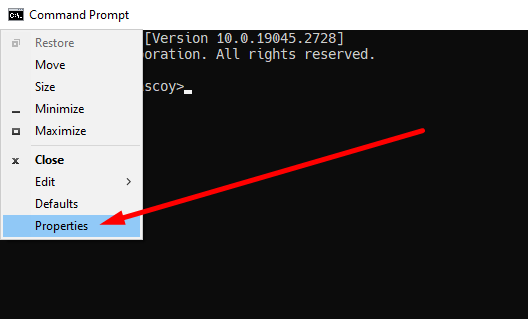 Command Prompt
Restore
[Version 10.0.19045.2728]
oration. All rights reserved.
Move
Size
scoy>
Minimize
Maximize
Close
Edit
Defaults
Properties